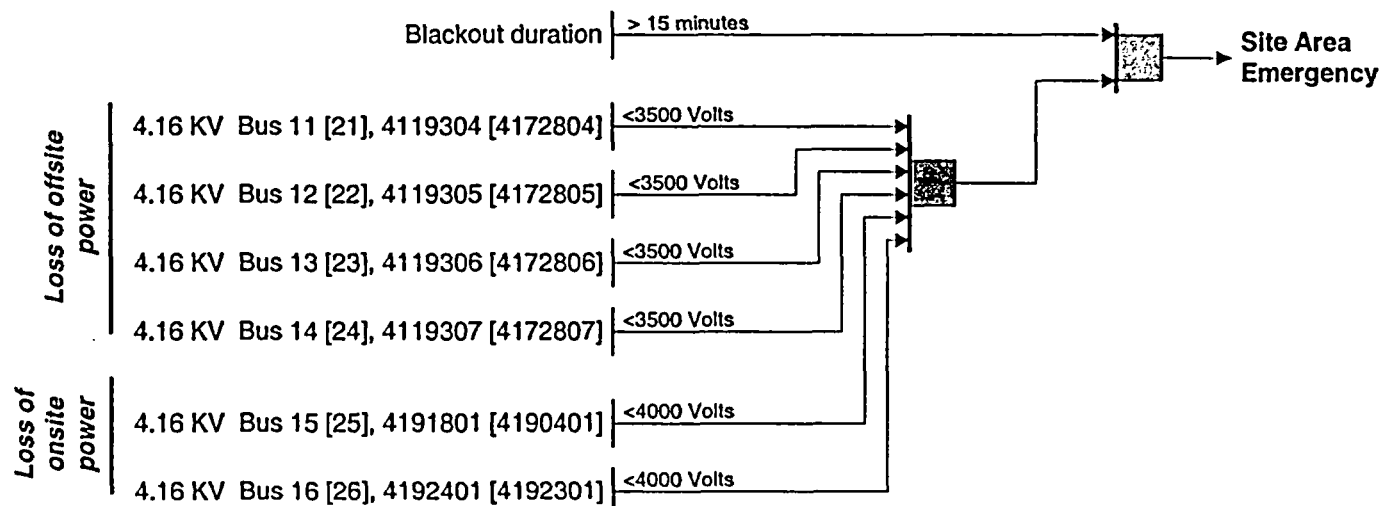 Blackout duration > 15 minutes
Site Area
Emergency
Loss of offsite
power
4.16 KV Bus 11 [21], 4119304 [4172804] <3500 Volts
4.16 KV Bus 12 [22], 4119305 [4172805] <3500 Volts
4.16 KV Bus 13 [23], 4119306 [4172806] <3500 Volts
4.16 KV Bus 14 [24], 4119307 [4172807] <3500 Volts
Loss of
onsite
power
4.16 KV Bus 15 [25], 4191801 [4190401] <4000 Volts
4.16 KV Bus 16 [26], 4192401 [4192301] <4000 Volts